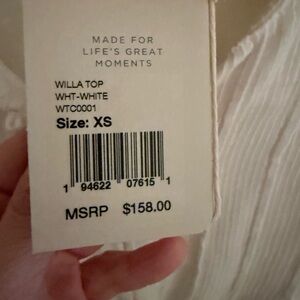 MADE FOR
LIFE'S GREAT
MOMENTS
WILLA TOP
WHT-WHITE
WTC0001
Size: XS
1 94622 07615 1
MSRP $158.00